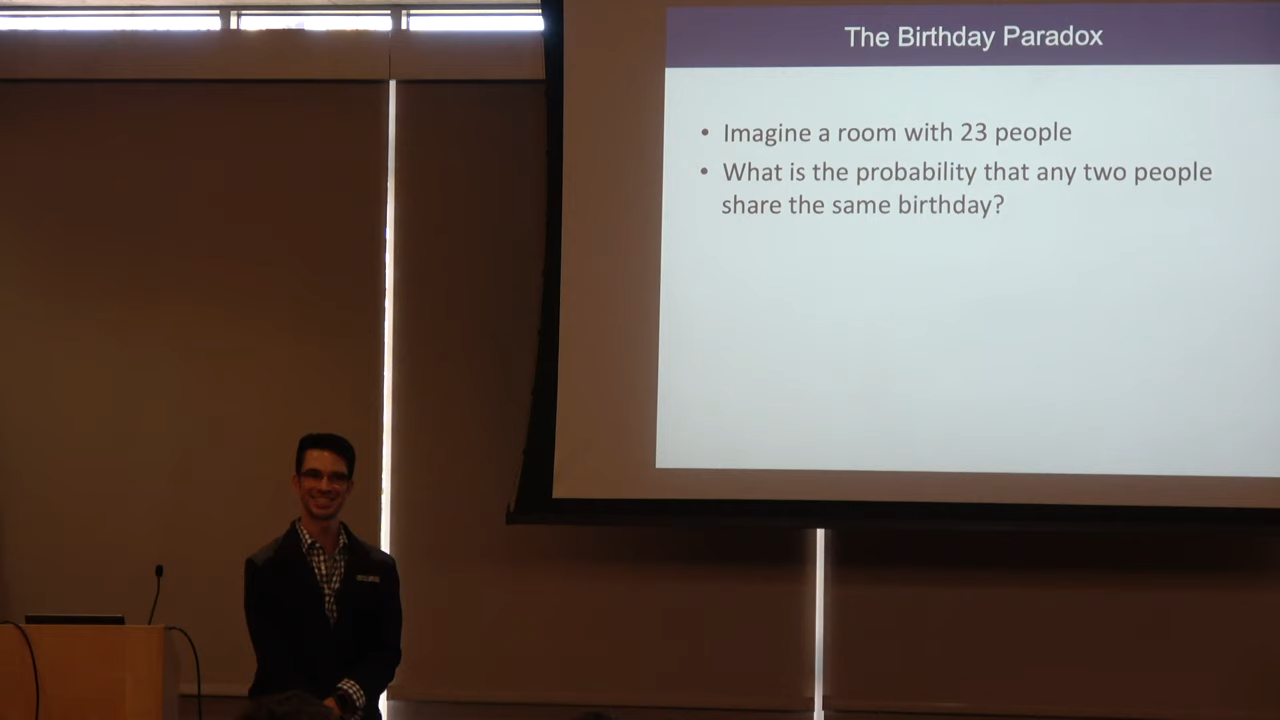 The Birthday Paradox
• Imagine a room with 23 people
• What is the probability that any two people
share the same birthday?